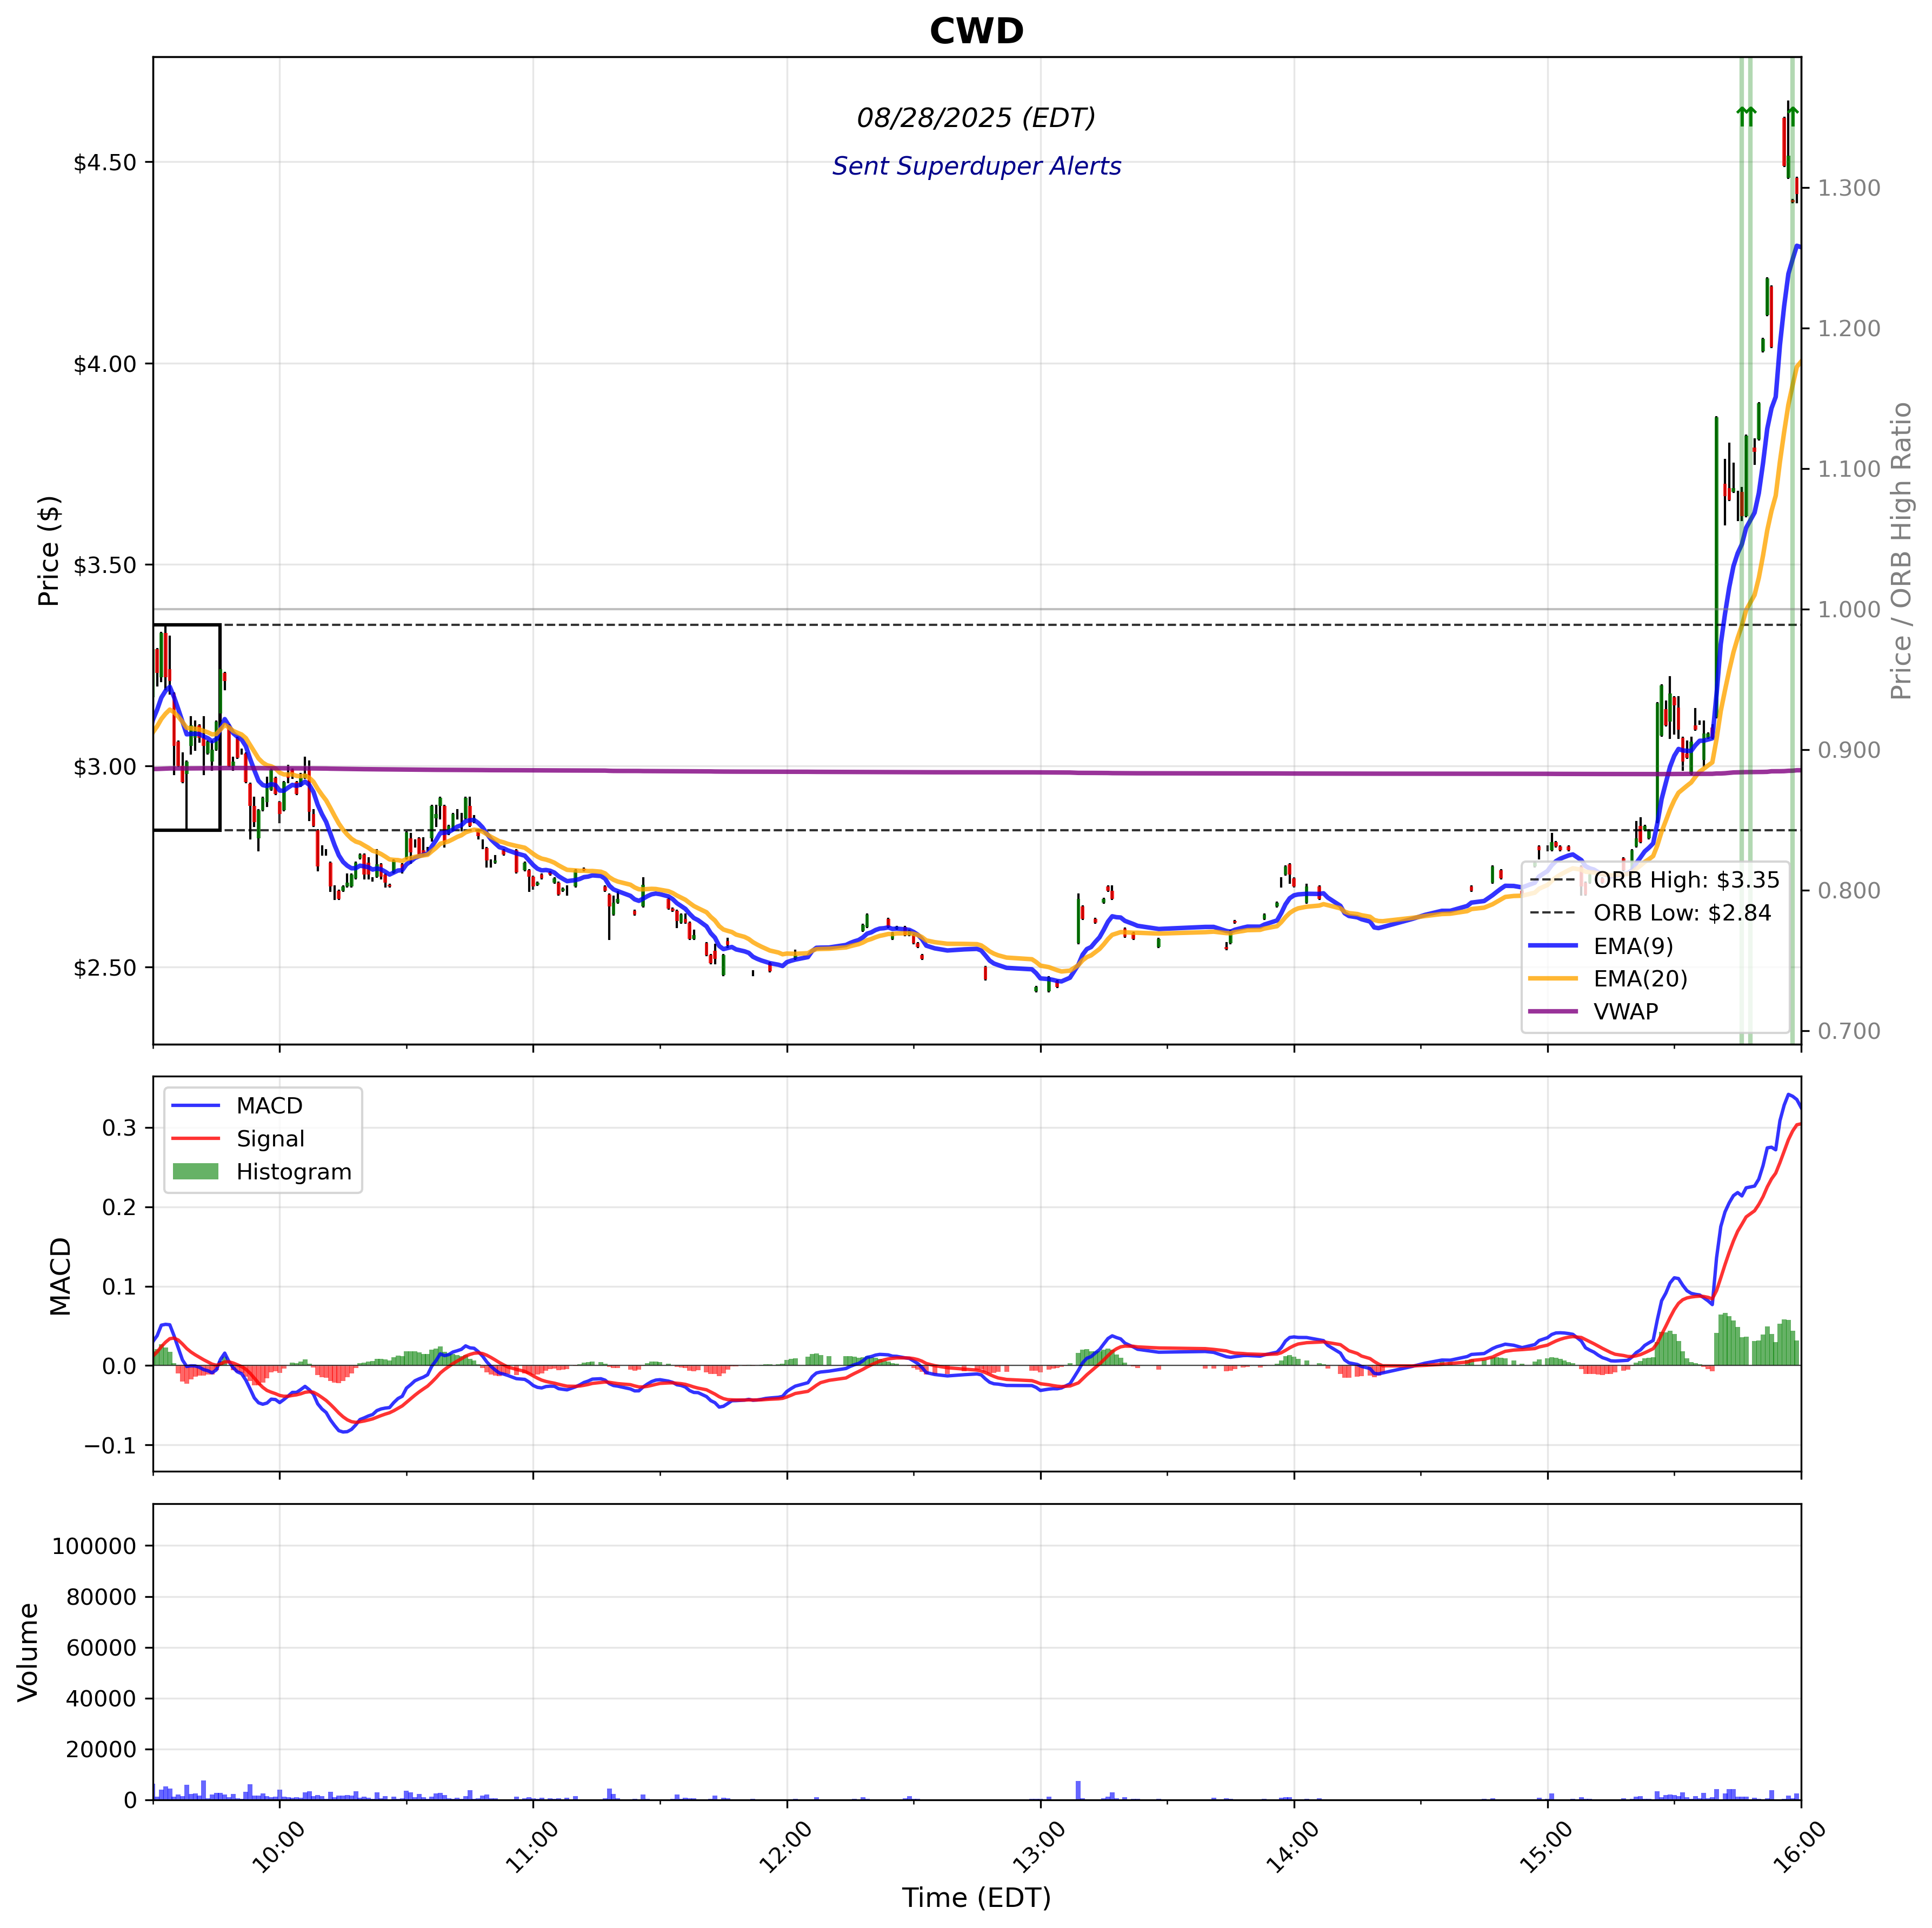 CWD
08/28/2025 (EDT)
Sent Superduper Alerts
Price ($)
$4.50
$4.00
$3.50
$3.00
$2.50
1.300
1.200
1.100
1.000
0.900
0.800
0.700
Price / ORB High Ratio
ORB High: $3.35
ORB Low: $2.84
EMA(9)
EMA(20)
VWAP
MACD
Signal
Histogram
MACD
0.3
0.2
0.1
0.0
−0.1
Volume
100000
80000
60000
40000
20000
0
10:00
11:00
12:00
13:00
14:00
15:00
16:00
Time (EDT)